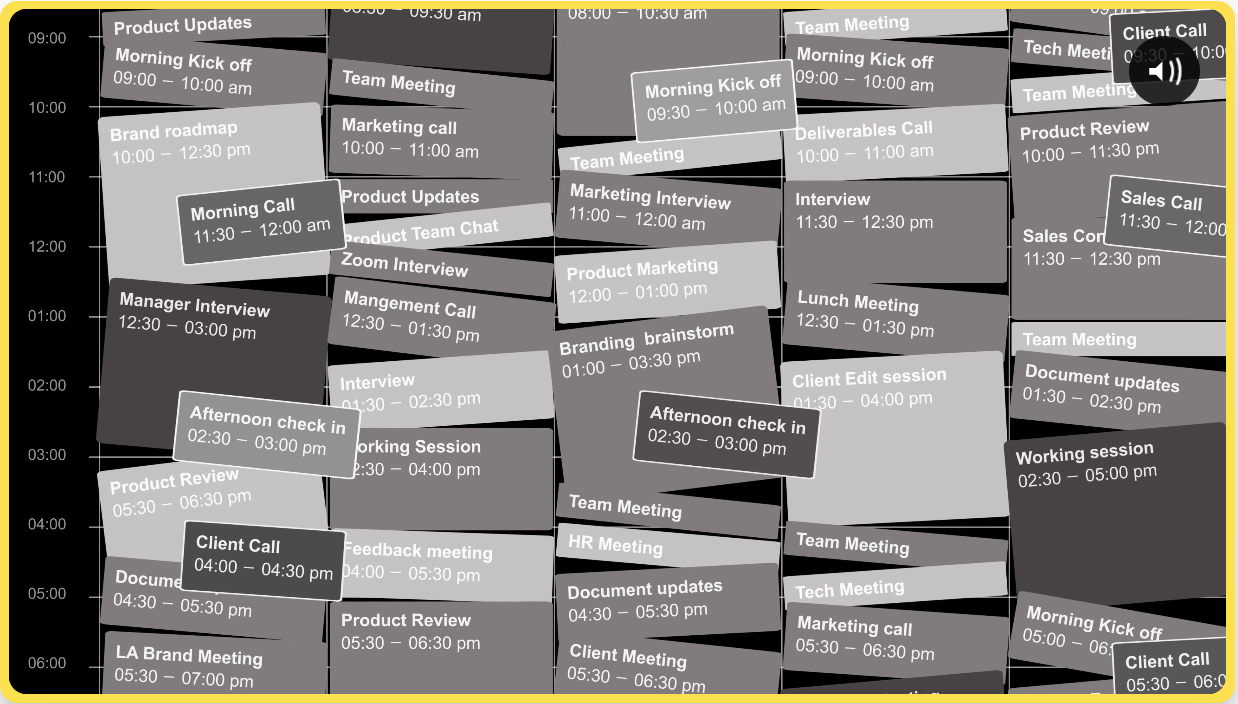 09:00
10:00
11:00
12:00
01:00
02:00
03:00
04:00
05:00
06:00
Product Updates
Morning Kick off
09:00 – 10:00 am
Brand roadmap
10:00 – 12:30 pm
Morning Call
11:30 – 12:00 am
Manager Interview
12:30 – 03:00 pm
Afternoon check in
02:30 – 03:00 pm
Product Review
05:30 – 06:30 pm
Client Call
04:00 – 04:30 pm
04:30 – 05:30 pm
LA Brand Meeting
05:30 – 07:00 pm
09:30 am
Team Meeting
Marketing call
10:00 – 11:00 am
Product Updates
Product Team Chat
Zoom Interview
Mangement Call
12:30 – 01:30 pm
Interview
01:30 – 02:30 pm
Session
2:30 – 04:00 pm
Feedback meeting
04:00 – 05:30 pm
Product Review
05:30 – 06:30 pm
08:00 – 10:30 am
Morning Kick off
09:30 – 10:00 am
Team Meeting
Marketing Interview
11:00 – 12:00 am
Product Marketing
12:00 – 01:00 pm
Branding brainstorm
01:00 – 03:30 pm
Afternoon check in
02:30 – 03:00 pm
Team Meeting
HR Meeting
Document updates
04:30 – 05:30 pm
Client Meeting
05:30 – 06:30 pm
Team Meeting
Morning Kick off
09:00 – 10:00 am
Deliverables Call
10:00 – 11:00 am
Interview
11:30 – 12:30 pm
Lunch Meeting
12:30 – 01:30 pm
Client Edit session
01:30 – 04:00 pm
Team Meeting
Tech Meeting
Marketing call
05:30 – 06:30 pm
Client Call
09:30 – 10:0
Tech Meeti
Team Meeting
Product Review
10:00 – 11:30 pm
Sales Call
11:30 – 12:00
Sales Con
11:30 – 12:30 pm
Team Meeting
Document updates
01:30 – 02:30 pm
Working session
02:30 – 05:00 pm
Morning Kick off
05:00 – 06:
Client Call
05:30 – 06:0